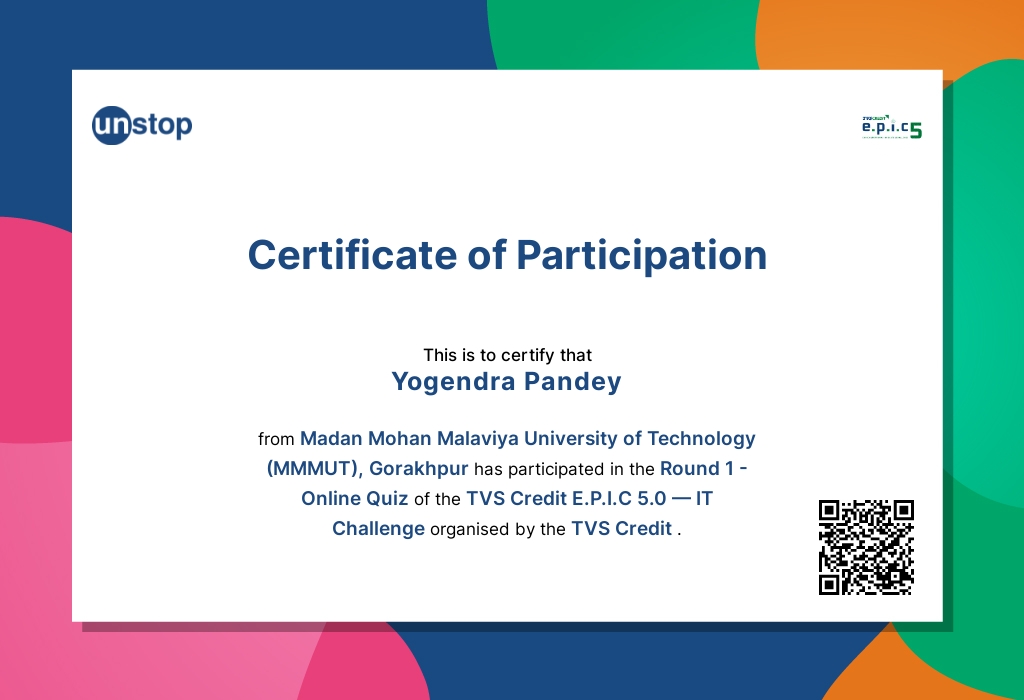 unstop
e.p.i.c 5
Certificate of Participation
This is to certify that
Yogendra Pandey
from Madan Mohan Malaviya University of Technology
(MMMUT), Gorakhpur has participated in the Round 1 -
Online Quiz of the TVS Credit E.P.I.C 5.0 — IT
Challenge organised by the TVS Credit .